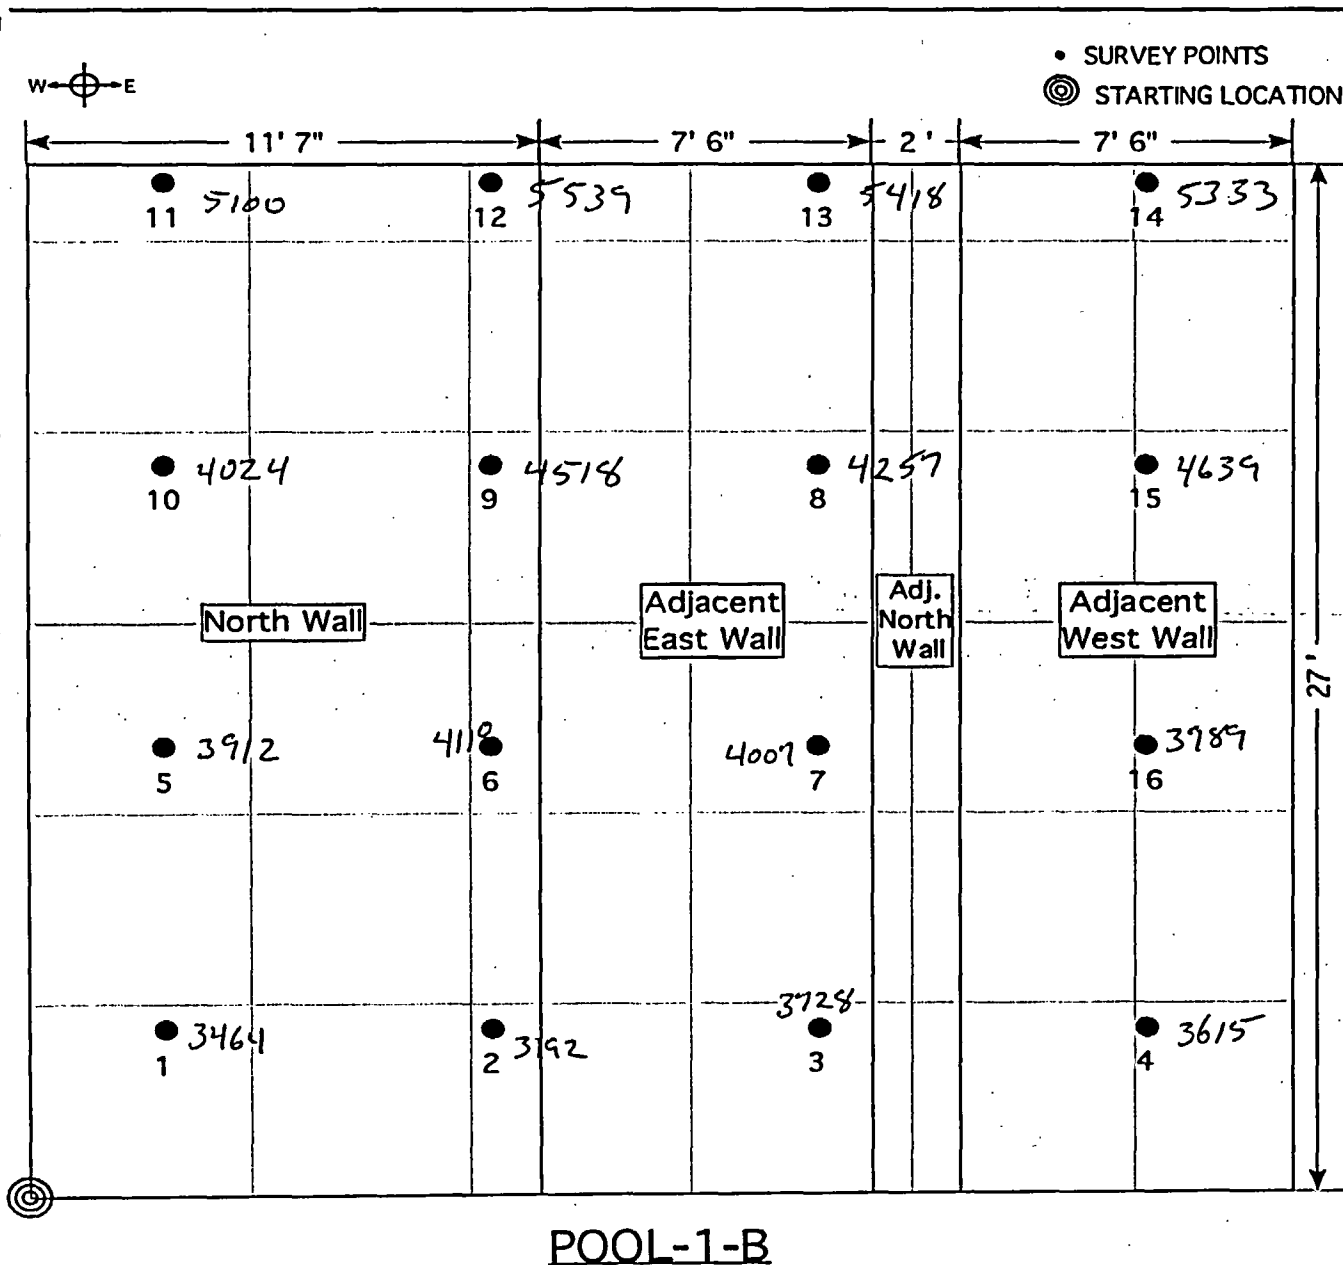 • SURVEY POINTS
W E
STARTING LOCATION
11' 7" 7' 6" 2' 7' 6"
5100 5539 5418 5333
11 12 13 14
4024 4518 4257 4639
10 9 8 15
North Wall
Adjacent
East Wall
Adj.
North
Wall
Adjacent
West Wall
27'
3912 4110 4007 3989
5 6 7 16
3464 3192 3728 3615
1 2 3 4
POOL-1-B